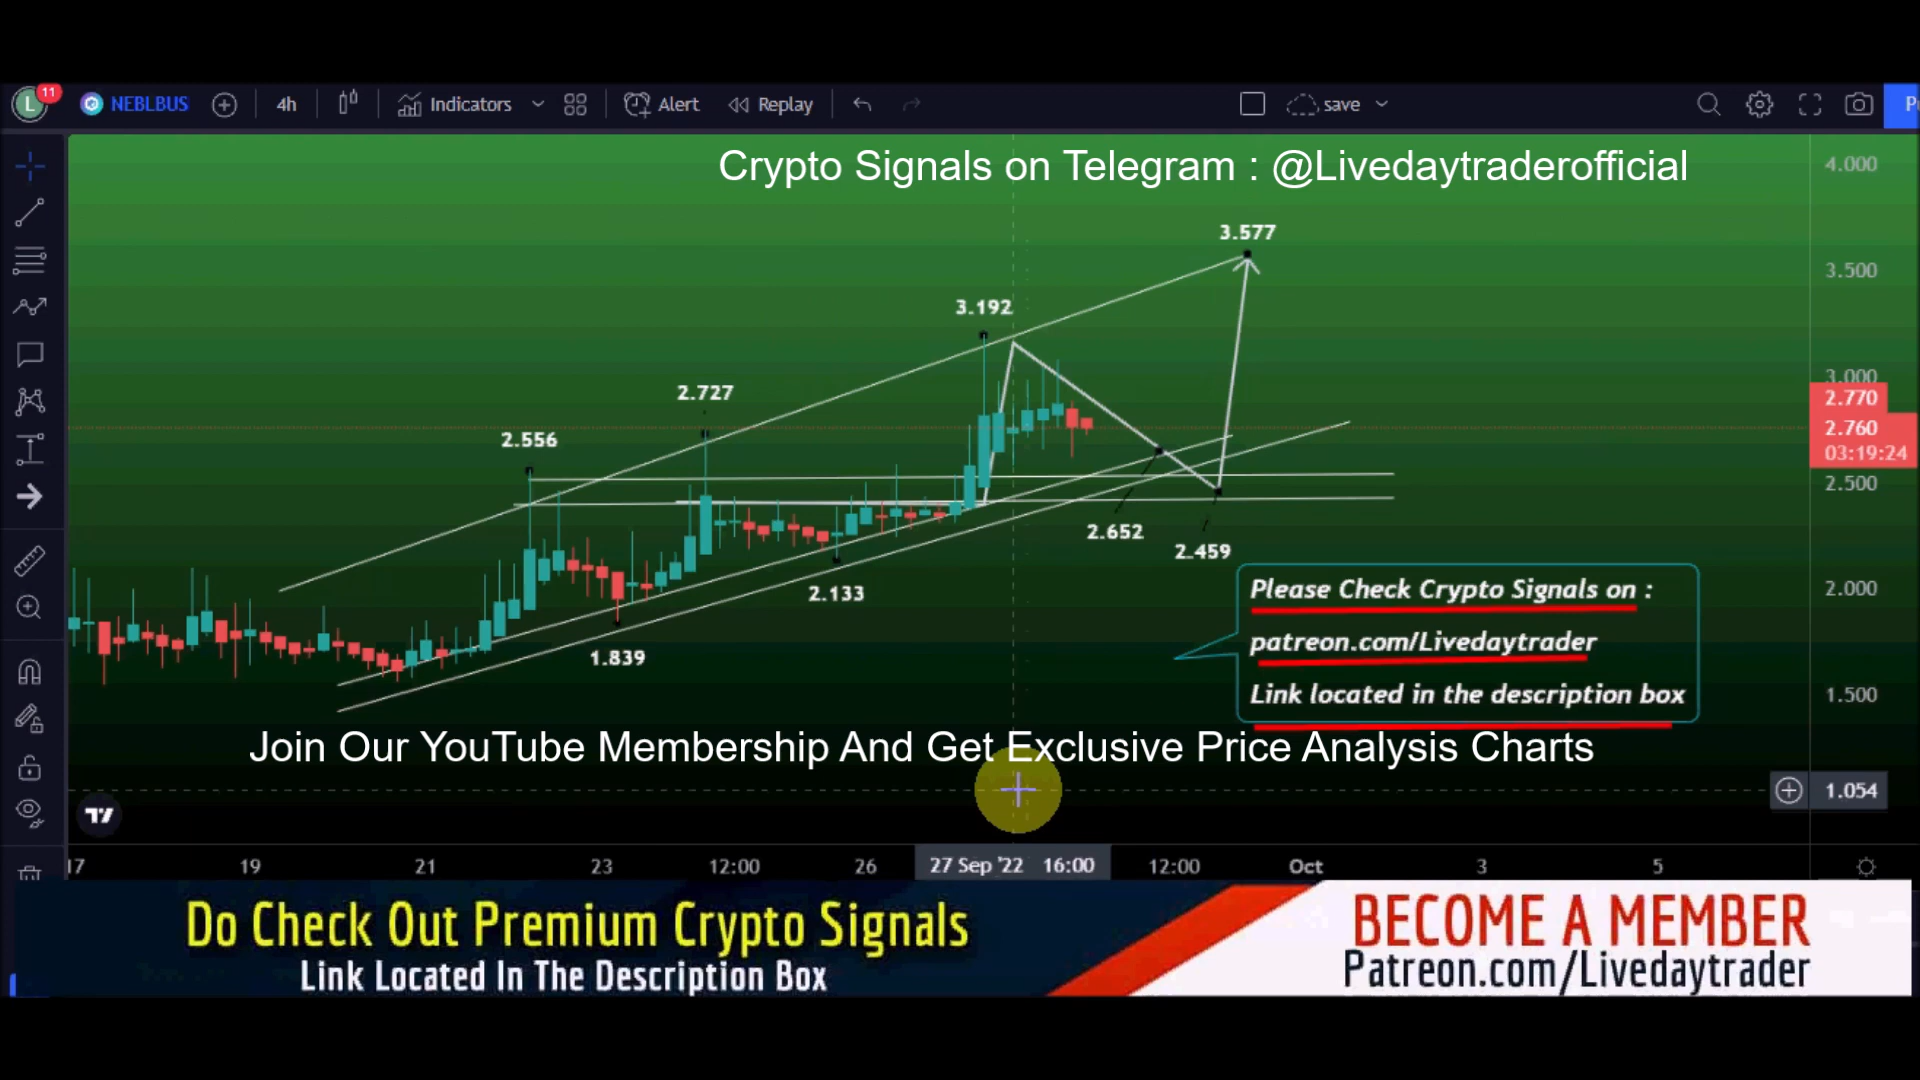 L 11 NEBLBUS 4h Indicators Alert Replay save
Crypto Signals on Telegram : @Livedaytraderofficial
4.000
3.577
3.500
3.192
3.000
2.770
2.727
2.760
2.556
03:19:24
2.500
2.652
2.459
2.133
2.000
Please Check Crypto Signals on :
patreon.com/Livedaytrader
Link located in the description box
1.839
1.500
Join Our YouTube Membership And Get Exclusive Price Analysis Charts
1.054
17 19 21 23 12:00 26 27 Sep '22 16:00 12:00 Oct 3 5
Do Check Out Premium Crypto Signals
Link Located In The Description Box
BECOME A MEMBER
Patreon.com/Livedaytrader